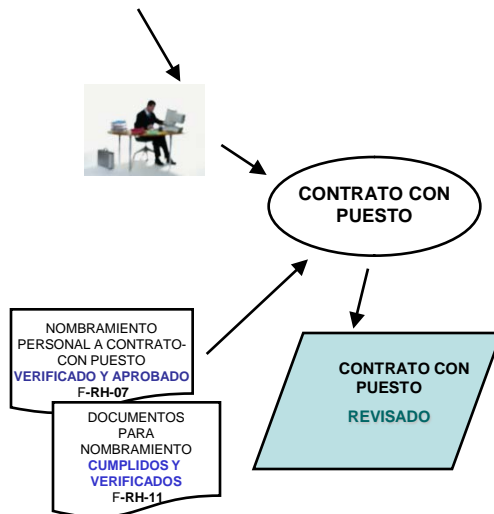 CONTRATO CON
PUESTO
NOMBRAMIENTO
PERSONAL A CONTRATO-
CON PUESTO
VERIFICADO Y APROBADO
F-RH-07
DOCUMENTOS
PARA
NOMBRAMIENTO
CUMPLIDOS Y
VERIFICADOS
F-RH-11
CONTRATO CON
PUESTO
REVISADO